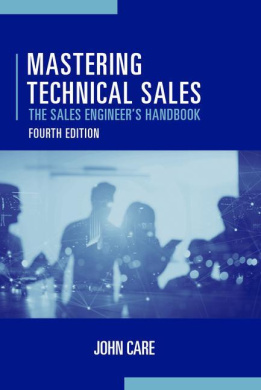 MASTERING
TECHNICAL SALES
THE SALES ENGINEER'S HANDBOOK
FOURTH EDITION
JOHN CARE